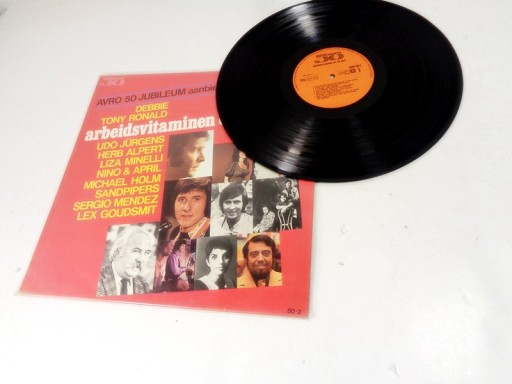 AVRO 50 JUBILEUM aanbie
DEBBIE
TONY RONALD
arbeidsvitaminen
UDO JÜRGENS
HERB ALPERT
LIZA MINELLI
NINO & APRIL
MICHAEL HOLM
SANDPIPERS
SERGIO MENDEZ
LEX GOUDSMIT
50-2